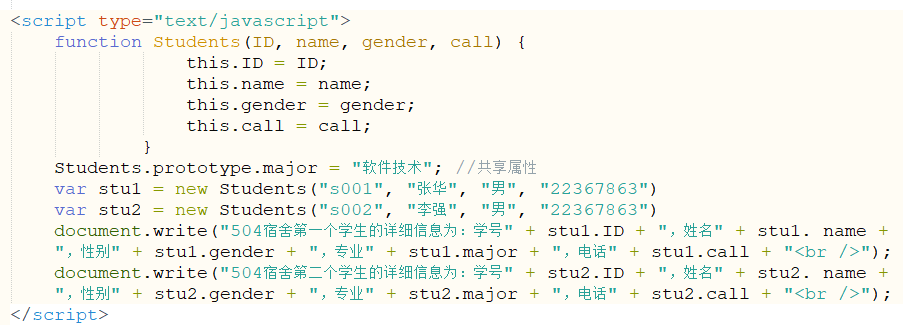 <script type="text/javascript">
function Students(ID, name, gender, call) {
this.ID = ID;
this.name = name;
this.gender = gender;
this.call = call;
}
Students.prototype.major = "软件技术"; //共享属性
var stu1 = new Students("s001", "张华", "男", "22367863")
var stu2 = new Students("s002", "李强", "男", "22367863")
document.write("504宿舍第一个学生的详细信息为：学号" + stu1.ID + "，姓名" + stu1. name +
"，性别" + stu1.gender + "，专业" + stu1.major + "，电话" + stu1.call + "<br />");
document.write("504宿舍第二个学生的详细信息为：学号" + stu2.ID + "，姓名" + stu2. name +
"，性别" + stu2.gender + "，专业" + stu2.major + "，电话" + stu2.call + "<br />");
</script>